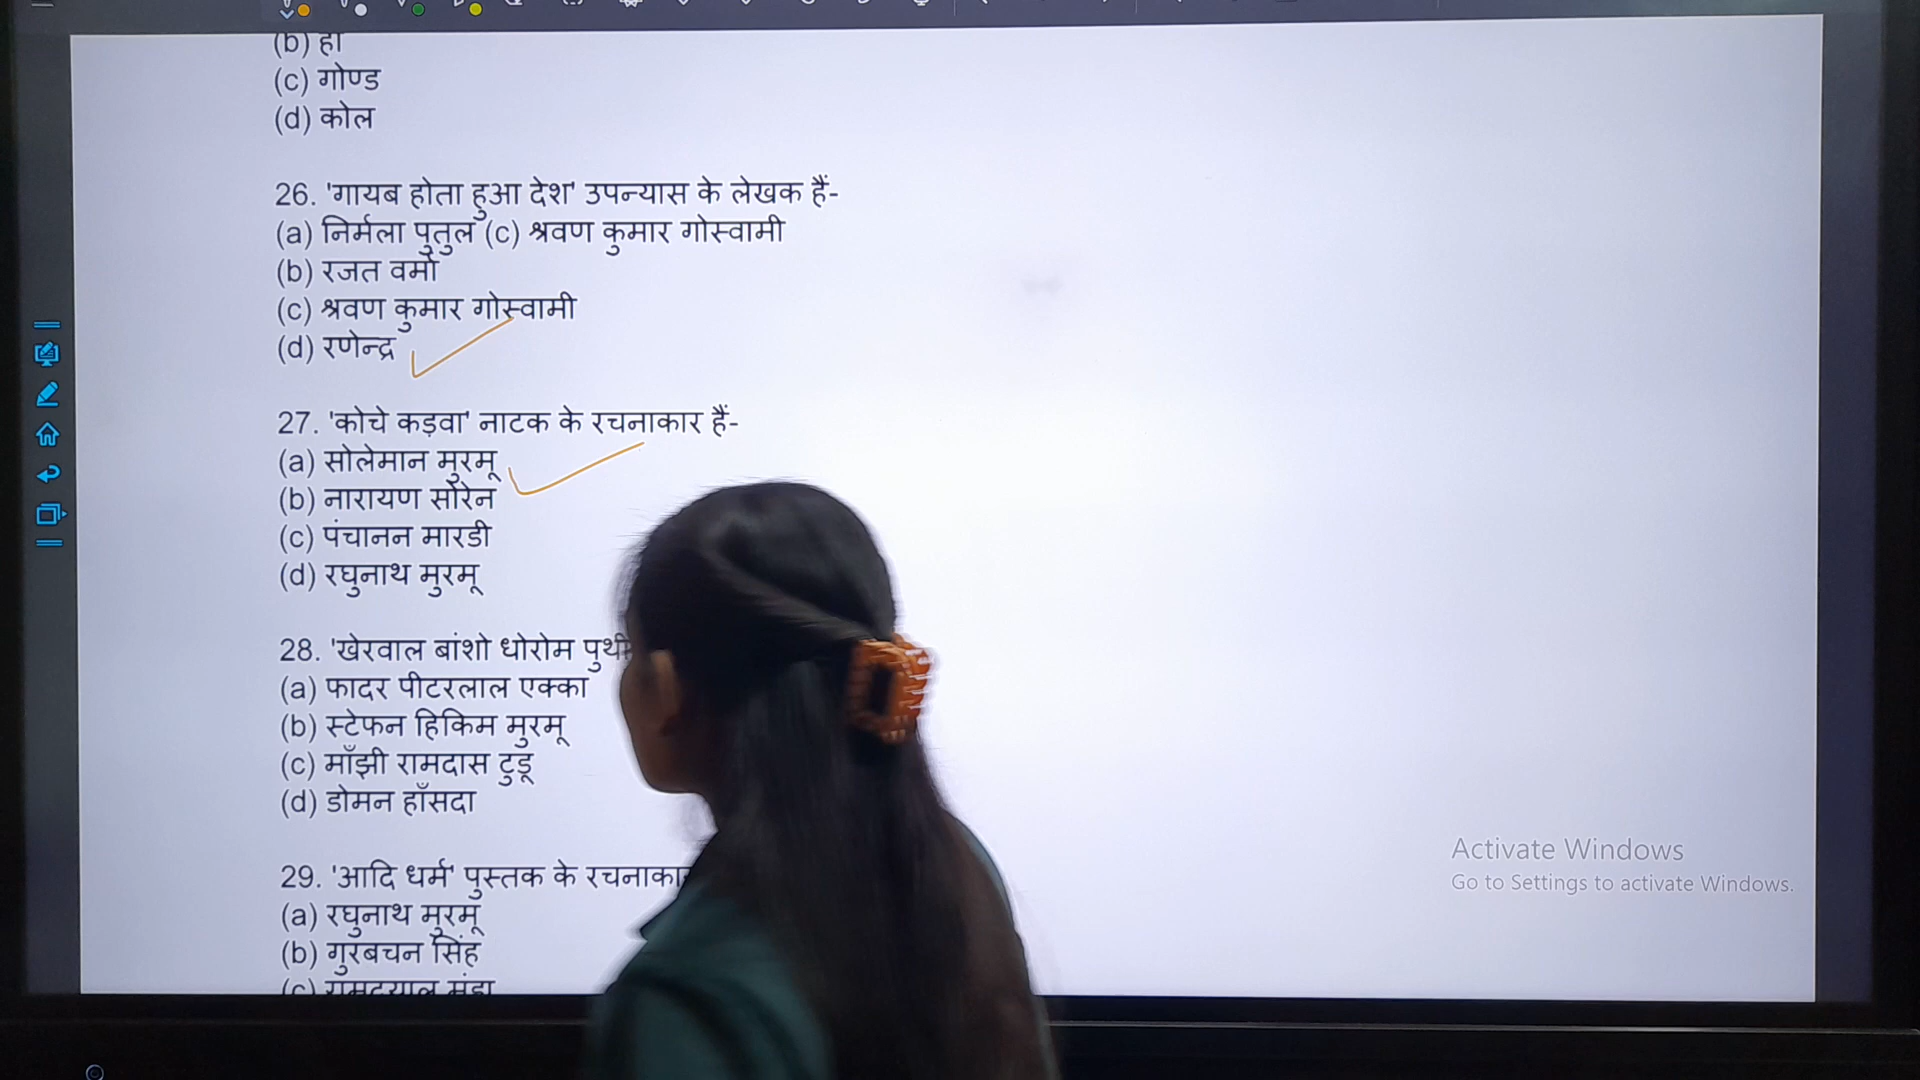 (b) हो
(c) गोण्ड
(d) कोल
26. 'गायब होता हुआ देश' उपन्यास के लेखक हैं-
(a) निर्मला पुतुल (c) श्रवण कुमार गोस्वामी
(b) रजत वर्मा
(c) श्रवण कुमार गोस्वामी
(d) रणेन्द्र
27. 'कोचे कड़वा' नाटक के रचनाकार हैं-
(a) सोलेमान मुरमू
(b) नारायण सोरेन
(c) पंचानन मारडी
(d) रघुनाथ मुरमू
28. 'खेरवाल बांशो धोरोम पुथी
(a) फादर पीटरलाल एक्का
(b) स्टेफन हिकिम मुरमू
(c) माँझी रामदास टुडू
(d) डोमन हाँसदा
29. 'आदि धर्म' पुस्तक के रचनाकार
(a) रघुनाथ मुरमू
(b) गुरबचन सिंह
(c) रामदयाल मुंडा
Activate Windows
Go to Settings to activate Windows.